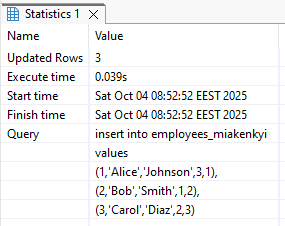 Statistics 1
Name Value
Updated Rows 3
Execute time 0.039s
Start time Sat Oct 04 08:52:52 EEST 2025
Finish time Sat Oct 04 08:52:52 EEST 2025
Query insert into employees_miakenkyi
values
(1,'Alice','Johnson',3,1),
(2,'Bob','Smith',1,2),
(3,'Carol','Diaz',2,3)